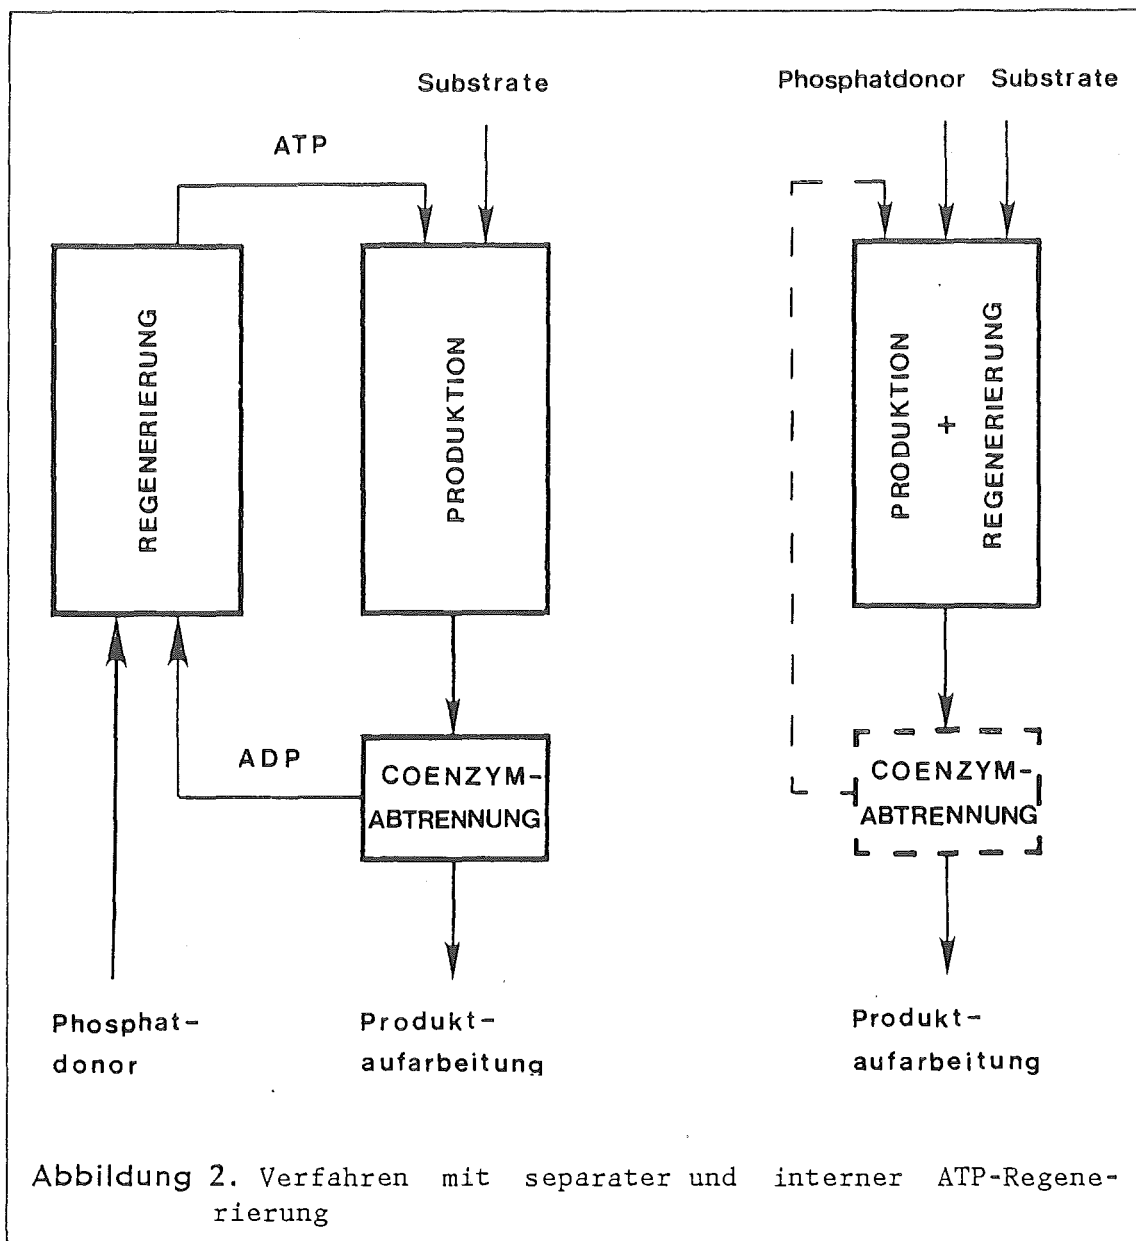 Substrate
ATP
REGENERIERUNG
PRODUKTION
ADP
COENZYM-
ABTRENNUNG
Phosphat-
donor
Produkt-
aufarbeitung
Phosphatdonor Substrate
PRODUKTION
+
REGENERIERUNG
COENZYM-
ABTRENNUNG
Produkt-
aufarbeitung
Abbildung 2. Verfahren mit separater und interner ATP-Regene-
rierung